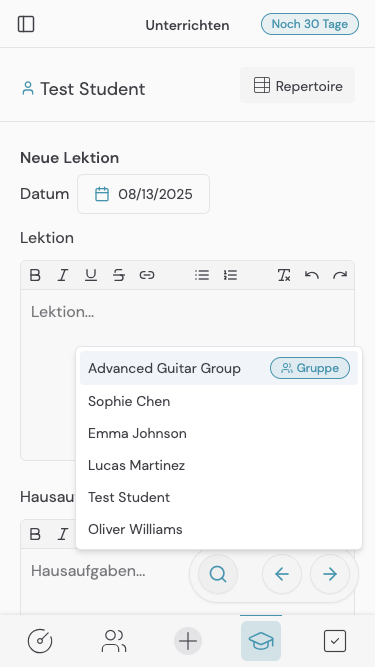 Unterrichten
Noch 30 Tage
Test Student
Repertoire
Neue Lektion
Datum
08/13/2025
Lektion
Lektion...
Advanced Guitar Group
Gruppe
Sophie Chen
Emma Johnson
Lucas Martinez
Test Student
Oliver Williams
Hausau
Hausaufgaben...